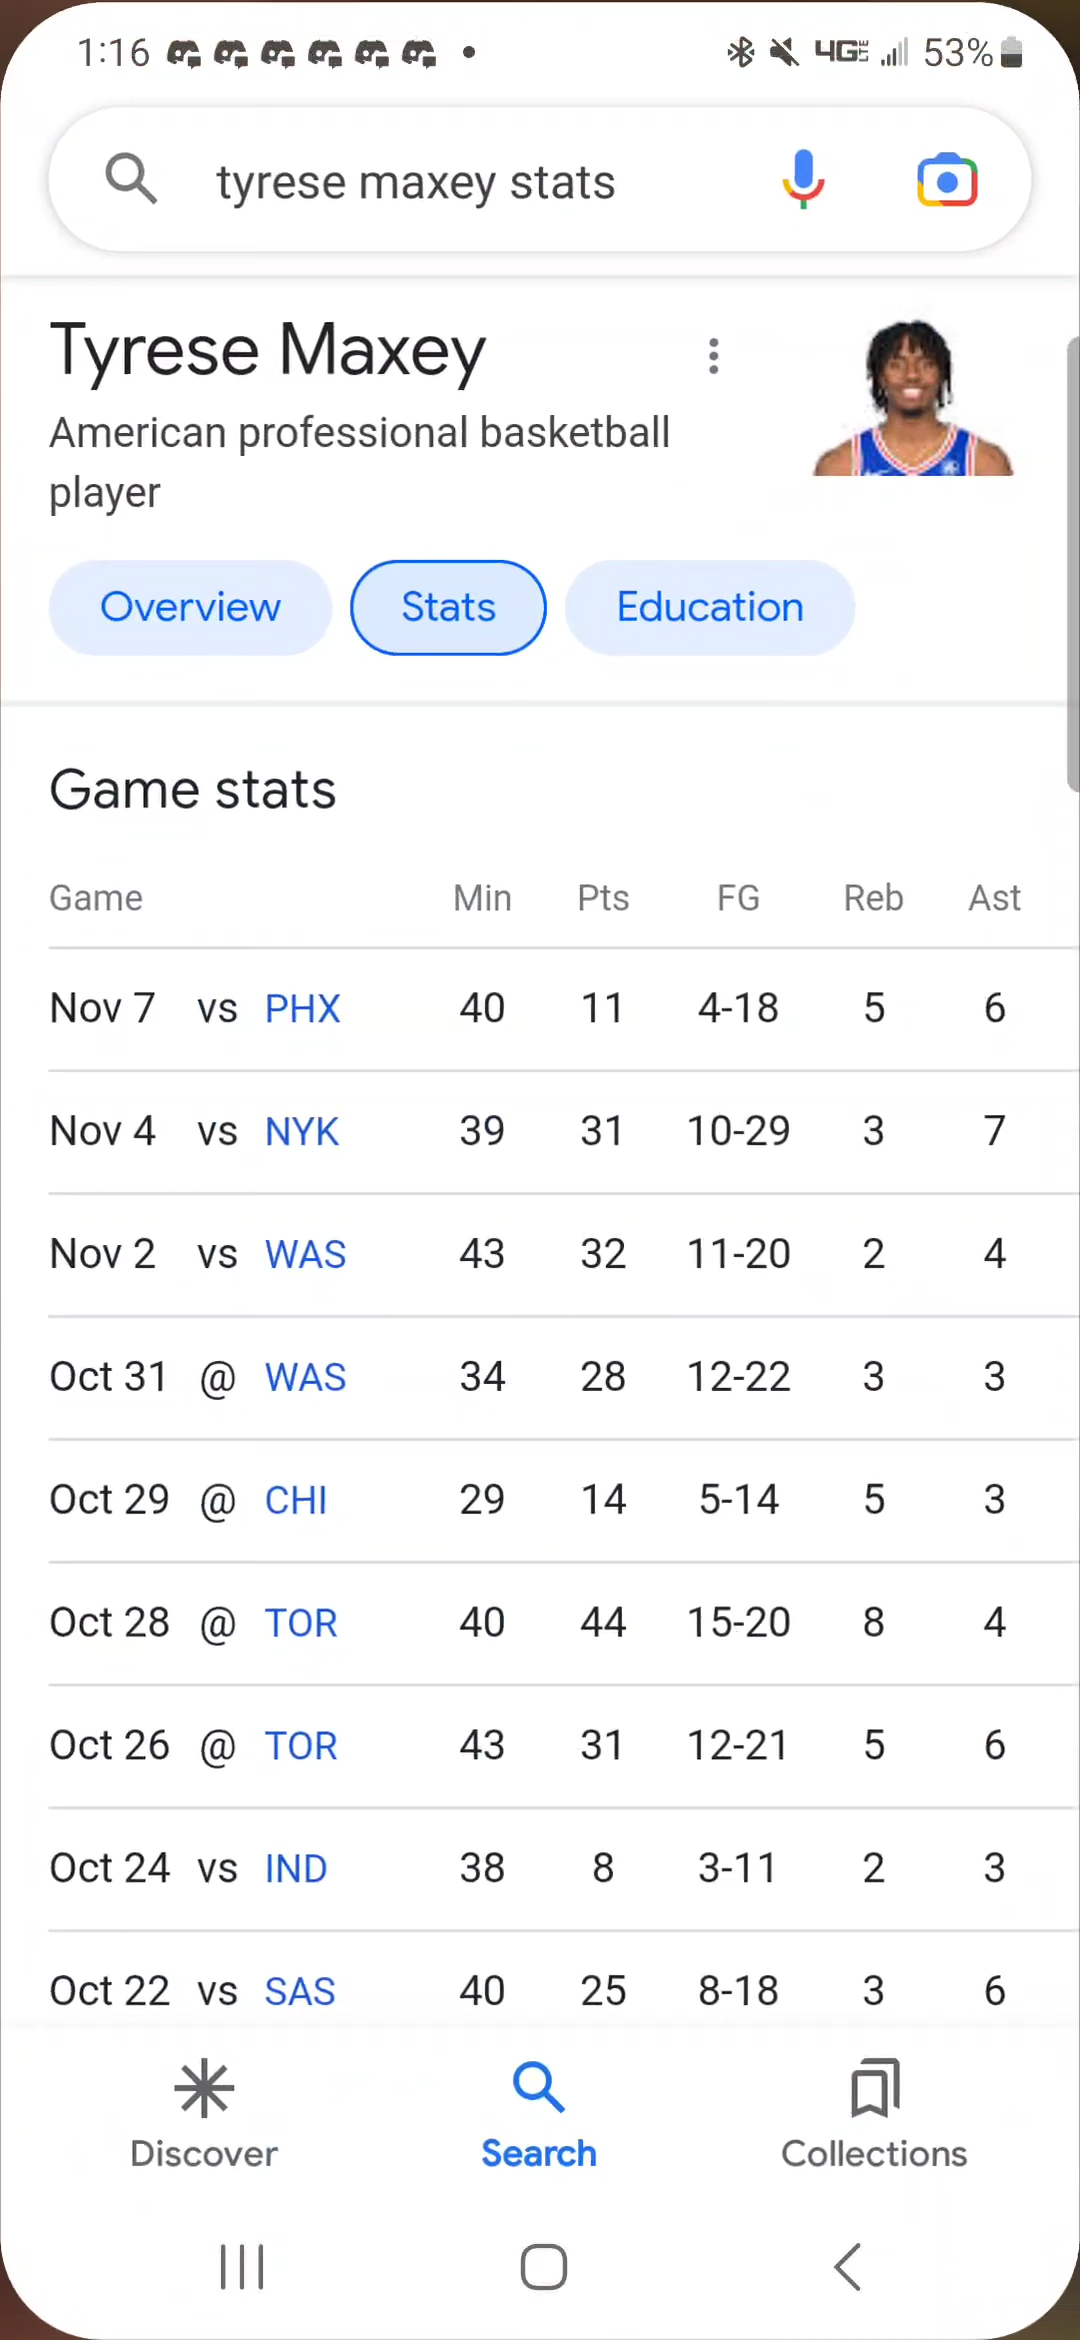 1:16 4G LTE 53%
tyrese maxey stats
Tyrese Maxey
American professional basketball
player
Overview Stats Education
Game stats
Game Min Pts FG Reb Ast
Nov 7 vs PHX 40 11 4-18 5 6
Nov 4 vs NYK 39 31 10-29 3 7
Nov 2 vs WAS 43 32 11-20 2 4
Oct 31 @ WAS 34 28 12-22 3 3
Oct 29 @ CHI 29 14 5-14 5 3
Oct 28 @ TOR 40 44 15-20 8 4
Oct 26 @ TOR 43 31 12-21 5 6
Oct 24 vs IND 38 8 3-11 2 3
Oct 22 vs SAS 40 25 8-18 3 6
Discover Search Collections